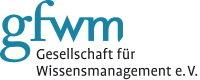 gfwm
Gesellschaft für
Wissensmanagement e. V.